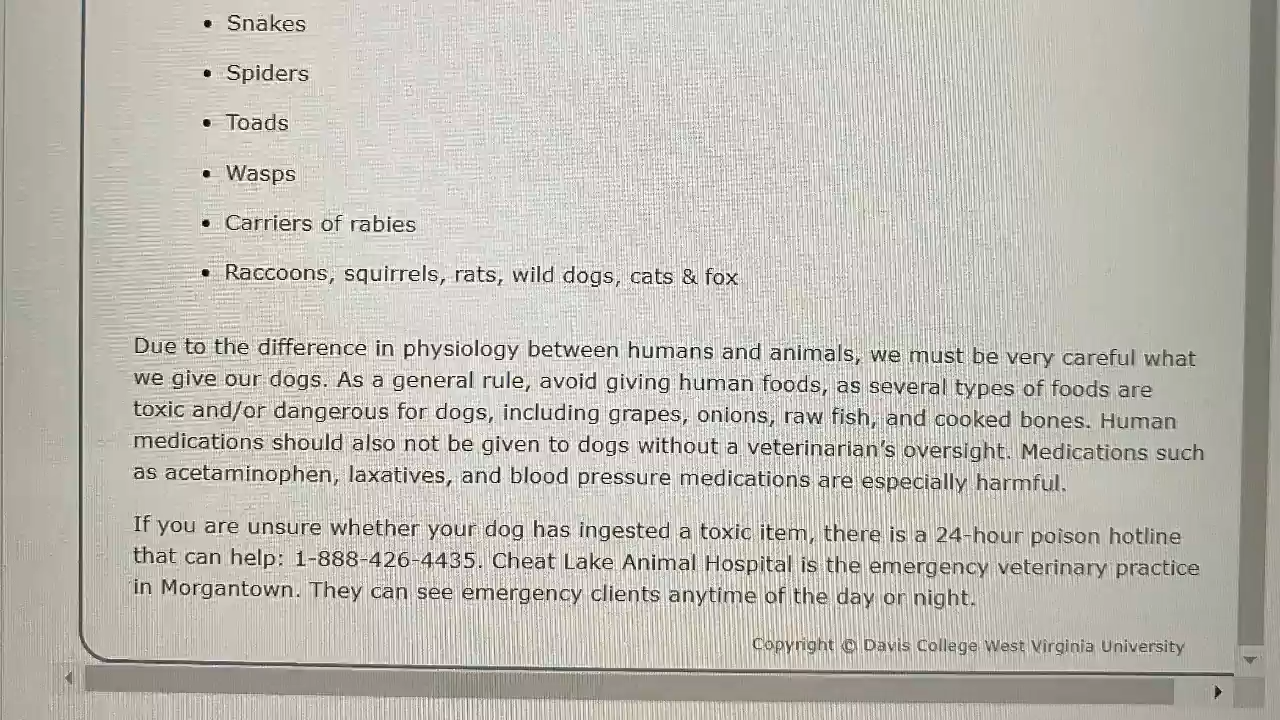 • Snakes
• Spiders
• Toads
• Wasps
• Carriers of rabies
• Raccoons, squirrels, rats, wild dogs, cats & fox
Due to the difference in physiology between humans and animals, we must be very careful what
we give our dogs. As a general rule, avoid giving human foods, as several types of foods are
toxic and/or dangerous for dogs, including grapes, onions, raw fish, and cooked bones. Human
medications should also not be given to dogs without a veterinarian's oversight. Medications such
as acetaminophen, laxatives, and blood pressure medications are especially harmful.
If you are unsure whether your dog has ingested a toxic item, there is a 24-hour poison hotline
that can help: 1-888-426-4435. Cheat Lake Animal Hospital is the emergency veterinary practice
in Morgantown. They can see emergency clients anytime of the day or night.
Copyright © Davis College West Virginia University